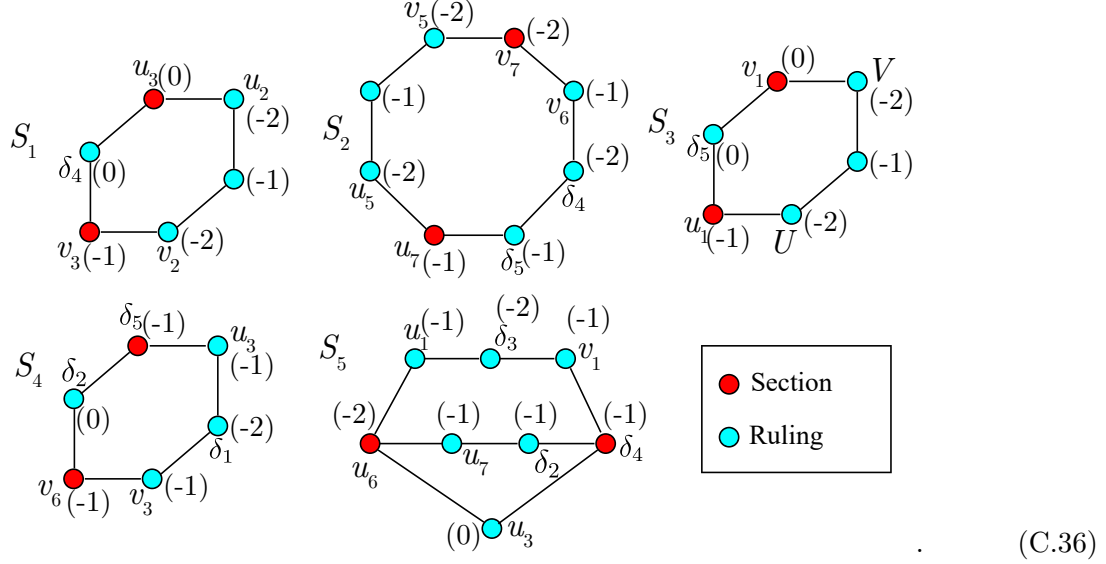 v₅ (-2) (-2)
v₇
u₃ (0) u₂
(-2)
S₁
δ₄ (0)
(-1)
v₃ (-1) v₂ (-2)
(-1) (-1)
v₆
S₂
(-2) (-2)
u₅ δ₄
u₇ (-1) δ₅ (-1)
v₁ (0) V
(-2)
S₃
δ₅ (0)
(-1)
u₁ (-1) U (-2)
δ₅ (-1) u₃
(-1)
S₄
δ₂
(0)
(-2)
δ₁
v₆ (-1) v₃ (-1)
(-2)
u₁ (-1) δ₃ (-1)
v₁
S₅
(-2) (-1) (-1) (-1)
u₆ u₇ δ₂ δ₄
(0) u₃
Section
Ruling
. (C.36)